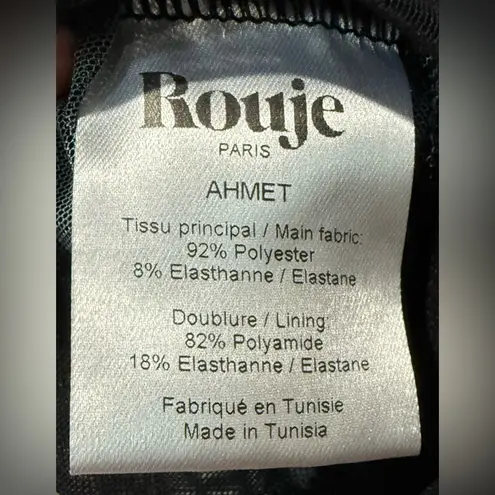 Rouje
PARIS
AHMET
Tissu principal / Main fabric:
92% Polyester
8% Elasthanne / Elastane
Doublure / Lining:
82% Polyamide
18% Elasthanne / Elastane
Fabriqué en Tunisie
Made in Tunisia